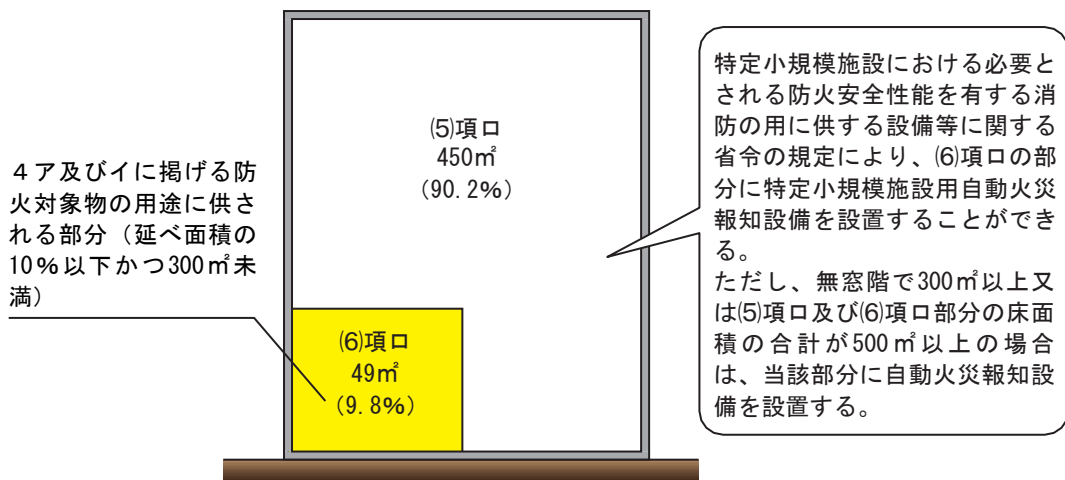 ⑸項ロ
450㎡
(90.2%)
４ア及びイに掲げる防
火対象物の用途に供さ
れる部分（延べ面積の
10％以下かつ300㎡未
満）
⑹項ロ
49㎡
(9.8%)
特定小規模施設における必要と
される防火安全性能を有する消
防の用に供する設備等に関する
省令の規定により、⑹項ロの部
分に特定小規模施設用自動火災
報知設備を設置することができ
る。
ただし、無窓階で300㎡以上又
は⑸項ロ及び⑹項ロ部分の床面
積の合計が500㎡以上の場合
は、当該部分に自動火災報知設
備を設置する。